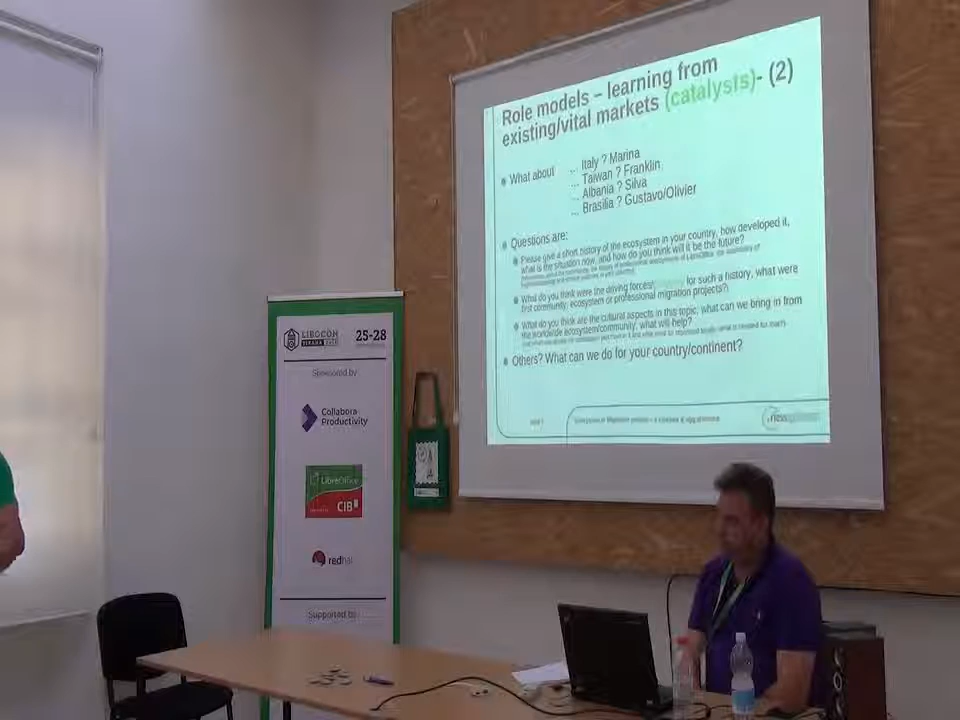 Role models – learning from
existing/vital markets (catalysts)- (2)
What about
... Italy ? Marina
... Taiwan ? Franklin
... Albania ? Silva
... Brasilia ? Gustavo/Olivier
Questions are:
Please give a short history of the ecosystem in your country, how developed it,
what is the situation now, and how do you think will it be the future?
What do you think were the driving forces/ for such a history, what were
first community, ecosystem or professional migration projects?
What do you think are the cultural aspects in this topic, what can we bring in from
the worldwide ecosystem/community, what will help?
Others? What can we do for your country/continent?
LIBOCON
25-28
Sponsored by
Collabora
Productivity
LibreOffice
CIB
redhat
Supported by